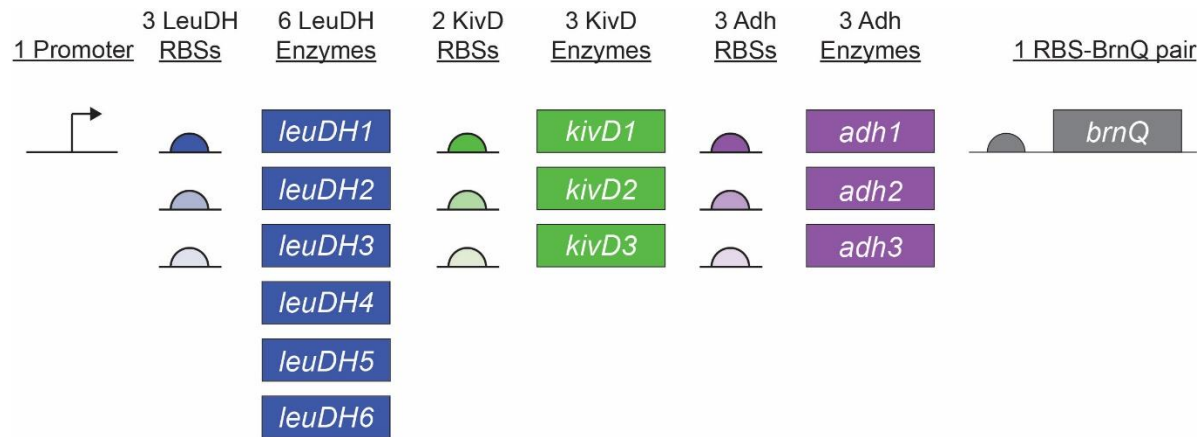 3 LeuDH 6 LeuDH 2 KivD 3 KivD 3 Adh 3 Adh
1 Promoter RBSs Enzymes RBSs Enzymes RBSs Enzymes 1 RBS-BrnQ pair
leuDH1 kivD1 adh1 brnQ
leuDH2 kivD2 adh2
leuDH3 kivD3 adh3
leuDH4
leuDH5
leuDH6